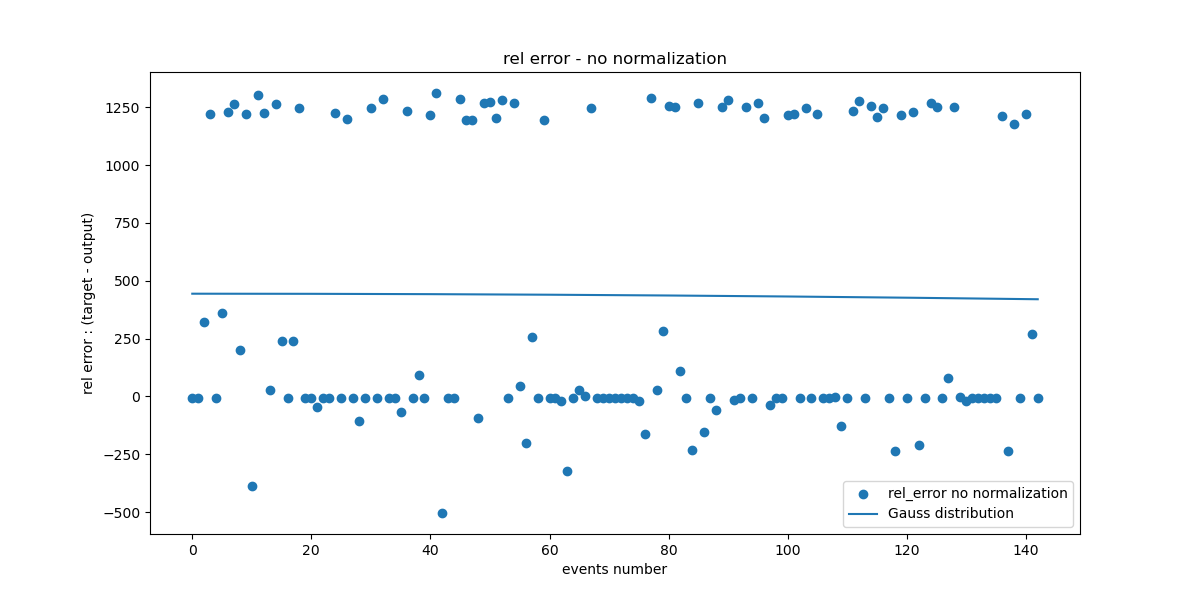 rel error - no normalization
rel error : (target - output)
1250
1000
750
500
250
0
−250
−500
0 20 40 60 80 100 120 140
events number
rel_error no normalization
Gauss distribution